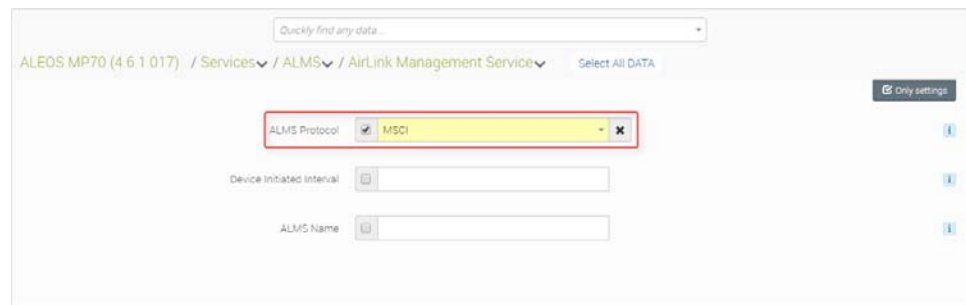 Quickly find any data...
ALEOS MP70 (4.6.1.017) / Services / ALMS / AirLink Management Service Select All DATA
Only settings
ALMS Protocol MSCI
Device Initiated Interval
ALMS Name